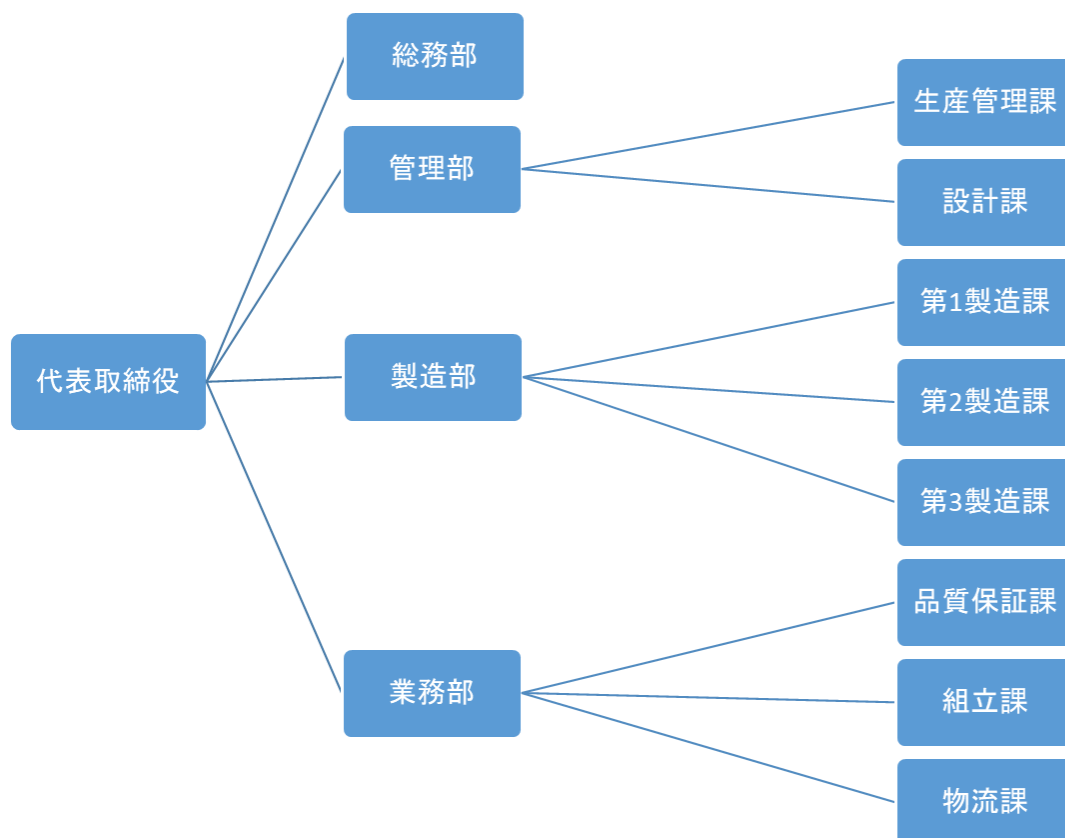 総務部
生産管理課
管理部
設計課
第1製造課
代表取締役
製造部
第2製造課
第3製造課
品質保証課
業務部
組立課
物流課